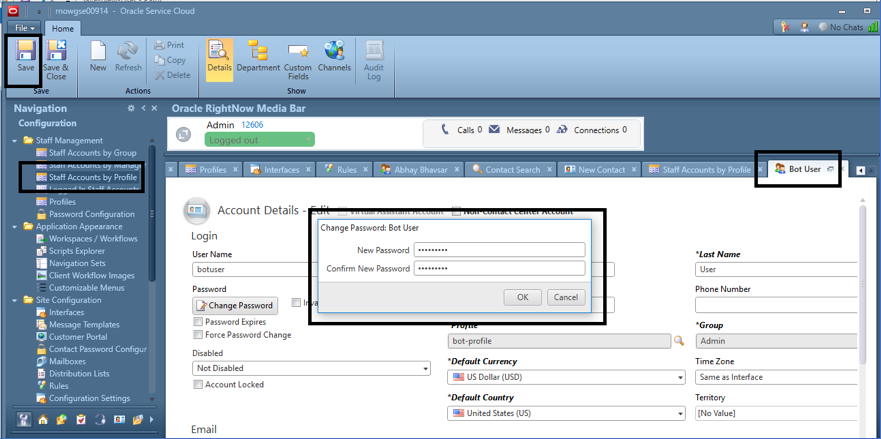 rnowgse00914 - Oracle Service Cloud
File Home No Chats
Save
Save & Close
New
Refresh
Print
Copy
Delete
Details
Department
Custom Fields
Channels
Audit Log
Save
Actions
Show
Navigation
Configuration
Staff Management
Staff Accounts by Group
Staff Accounts by Manage
Staff Accounts by Profile
Logged In Staff Accounts
Profiles
Password Configuration
Application Appearance
Workspaces / Workflows
Scripts Explorer
Navigation Sets
Client Workflow Images
Customizable Menus
Site Configuration
Interfaces
Message Templates
Customer Portal
Contact Password Configur
Mailboxes
Distribution Lists
Rules
Configuration Settings
Oracle RightNow Media Bar
Admin 12606
Logged out
Calls 0 Messages 0 Connections 0
Profiles Interfaces Rules Abhay Bhavsar Contact Search New Contact Staff Accounts by Profile Bot User
Account Details - Edit Virtual Assistant Account Non-Contact Center Account
Login
User Name
botuser
Password
Change Password Inva
Password Expires
Force Password Change
Disabled
Not Disabled
Account Locked
Email
Change Password: Bot User
New Password •••••••••
Confirm New Password •••••••••
OK Cancel
Profile
bot-profile
*Default Currency
US Dollar (USD)
*Default Country
United States (US)
*Last Name
User
Phone Number
*Group
Admin
Time Zone
Same as Interface
Territory
[No Value]